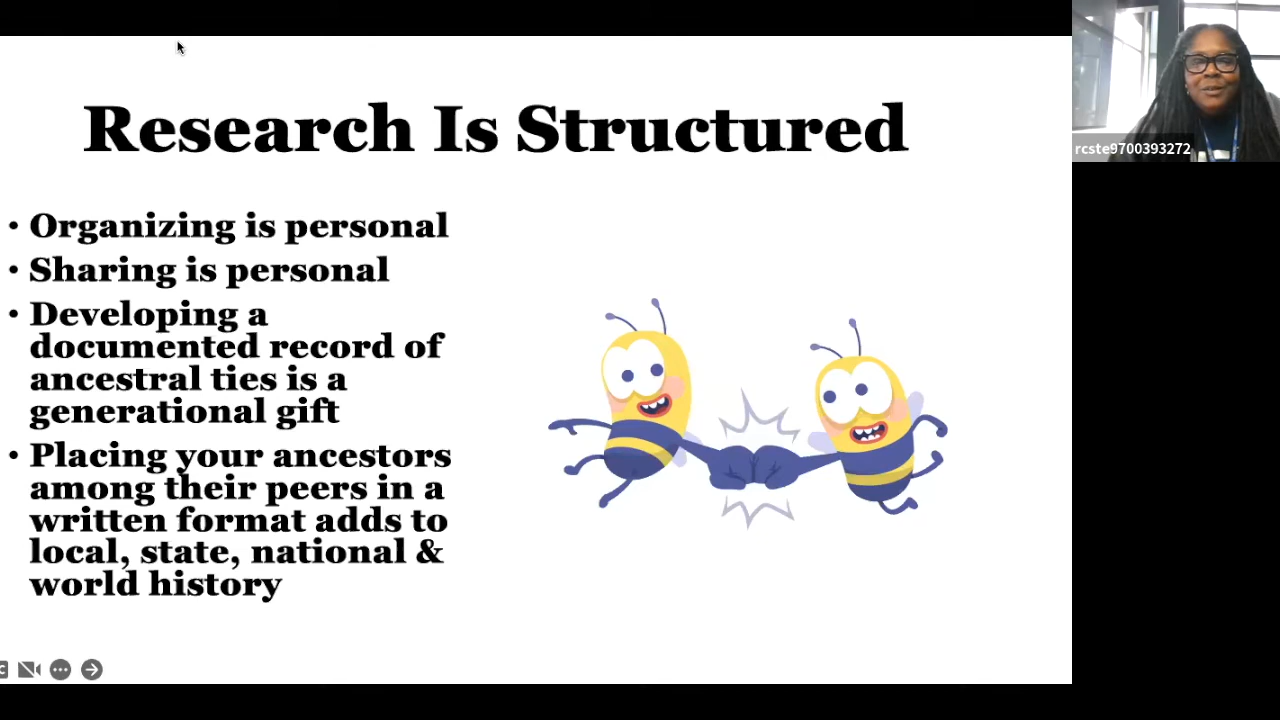 Research Is Structured
• Organizing is personal
• Sharing is personal
• Developing a
documented record of
ancestral ties is a
generational gift
• Placing your ancestors
among their peers in a
written format adds to
local, state, national &
world history
rcste9700393272